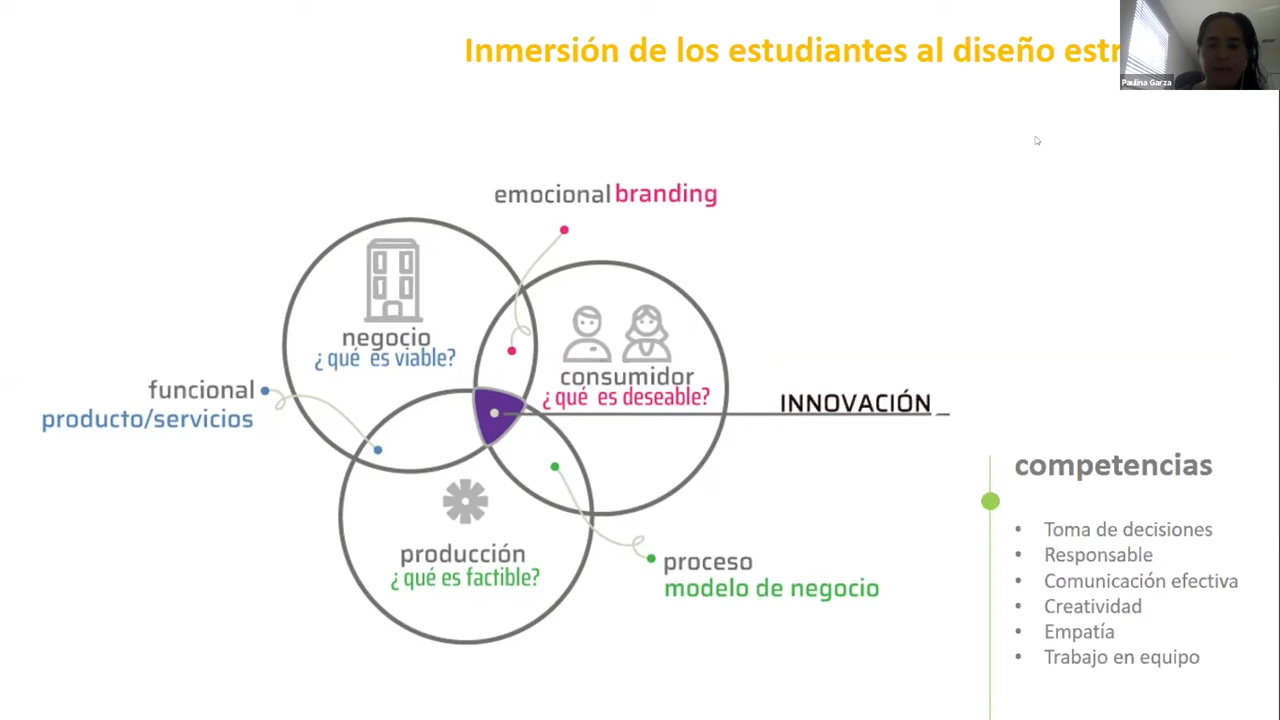 Inmersión de los estudiantes al diseño
Paulina Garza
emocional branding
negocio
¿ qué es viable?
consumidor
¿ qué es deseable?
funcional
producto/servicios
INNOVACIÓN
producción
¿ qué es factible?
proceso
modelo de negocio
competencias
• Toma de decisiones
• Responsable
• Comunicación efectiva
• Creatividad
• Empatía
• Trabajo en equipo